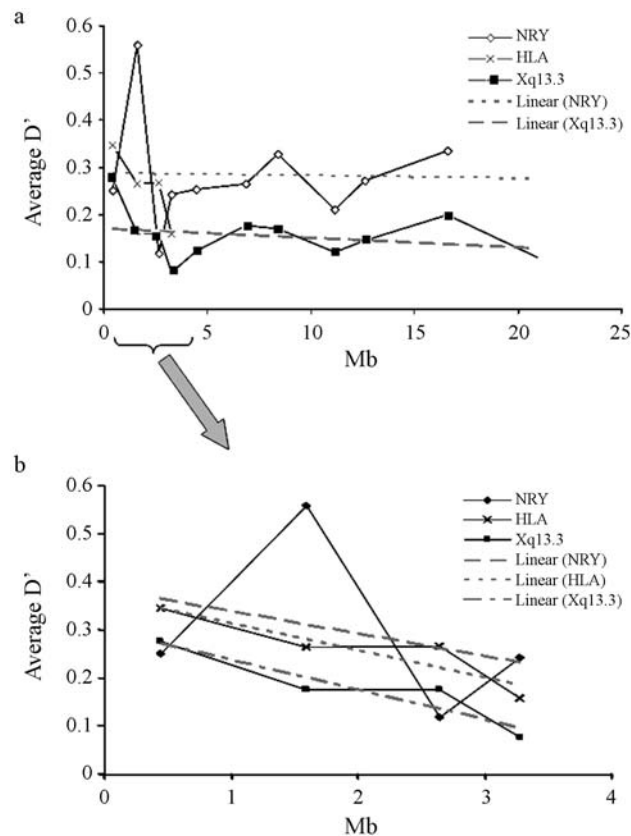 a
0.6
0.5
0.4
0.3
0.2
0.1
0
Average D'
0
5
10
15
20
25
Mb
NRY
HLA
Xq13.3
Linear (NRY)
Linear (Xq13.3)
b
0.6
0.5
0.4
0.3
0.2
0.1
0
Average D'
0
1
2
3
4
Mb
NRY
HLA
Xq13.3
Linear (NRY)
Linear (HLA)
Linear (Xq13.3)